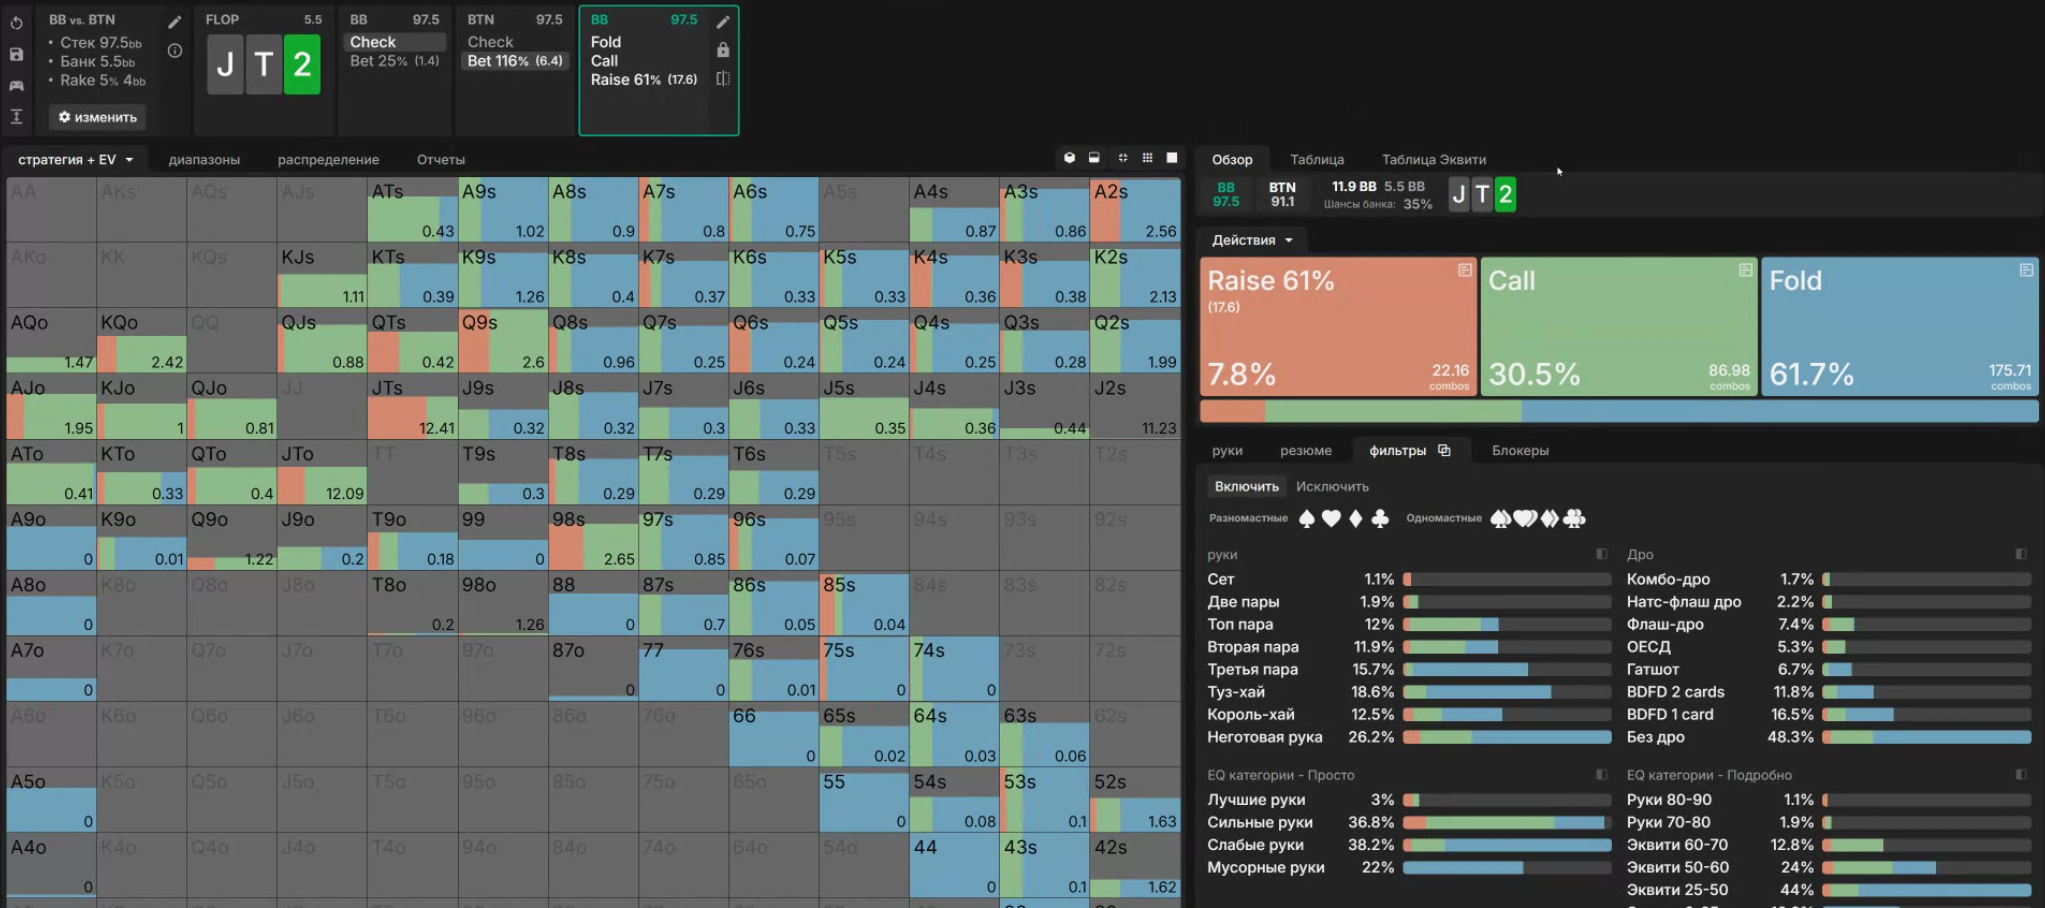 BB vs. BTN
• Стек 97.5bb
• Банк 5.5bb
• Rake 5% 4bb
изменить
FLOP 5.5
J T 2
BB 97.5
Check
Bet 25% (1.4)
BTN 97.5
Check
Bet 116% (6.4)
BB 97.5
Fold
Call
Raise 61% (17.6)
стратегия + EV диапазоны распределение Отчеты
AA AKs AQs AJs ATs A9s A8s A7s A6s A5s A4s A3s A2s
0.43 1.02 0.9 0.8 0.75 0.87 0.86 2.56
AKo KK KQs KJs KTs K9s K8s K7s K6s K5s K4s K3s K2s
1.11 0.39 1.26 0.4 0.37 0.33 0.33 0.36 0.38 2.13
AQo KQo QQ QJs QTs Q9s Q8s Q7s Q6s Q5s Q4s Q3s Q2s
1.47 2.42 0.88 0.42 2.6 0.96 0.25 0.24 0.24 0.25 0.28 1.99
AJo KJo QJo JJ JTs J9s J8s J7s J6s J5s J4s J3s J2s
1.95 1 0.81 12.41 0.32 0.32 0.3 0.33 0.35 0.36 0.44 11.23
ATo KTo QTo JTo TT T9s T8s T7s T6s T5s T4s T3s T2s
0.41 0.33 0.4 12.09 0.3 0.29 0.29 0.29
A9o K9o Q9o J9o T9o 99 98s 97s 96s 95s 94s 93s 92s
0 0.01 1.22 0.2 0.18 0 2.65 0.85 0.07
A8o K8o Q8o J8o T8o 98o 88 87s 86s 85s 84s 83s 82s
0 0.2 1.26 0 0.7 0.05 0.04
A7o K7o Q7o J7o T7o 97o 87o 77 76s 75s 74s 73s 72s
0 0 0 0.01 0 0
A6o K6o Q6o J6o T6o 96o 86o 76o 66 65s 64s 63s 62s
0 0.02 0.03 0.06
A5o K5o Q5o J5o T5o 95o 85o 75o 65o 55 54s 53s 52s
0 0 0.08 0.1 1.63
A4o K4o Q4o J4o T4o 94o 84o 74o 64o 54o 44 43s 42s
0 0 0.1 1.62
Обзор Таблица Таблица Эквити
BB BTN 11.9 BB 5.5 BB
97.5 91.1 Шансы банка: 35%
J T 2
Действия
Raise 61% Call Fold
(17.6)
7.8% 22.16 combos 30.5% 86.98 combos 61.7% 175.71 combos
руки резюме фильтры Блокеры
Включить Исключить
Разномастные Одномастные
руки
Сет 1.1%
Две пары 1.9%
Топ пара 12%
Вторая пара 11.9%
Третья пара 15.7%
Туз-хай 18.6%
Король-хай 12.5%
Неготовая рука 26.2%
Дро
Комбо-дро 1.7%
Натс-флаш дро 2.2%
Флаш-дро 7.4%
ОЕСД 5.3%
Гатшот 6.7%
BDFD 2 cards 11.8%
BDFD 1 card 16.5%
Без дро 48.3%
EQ категории - Просто
Лучшие руки 3%
Сильные руки 36.8%
Слабые руки 38.2%
Мусорные руки 22%
EQ категории - Подробно
Руки 80-90 1.1%
Руки 70-80 1.9%
Эквити 60-70 12.8%
Эквити 50-60 24%
Эквити 25-50 44%